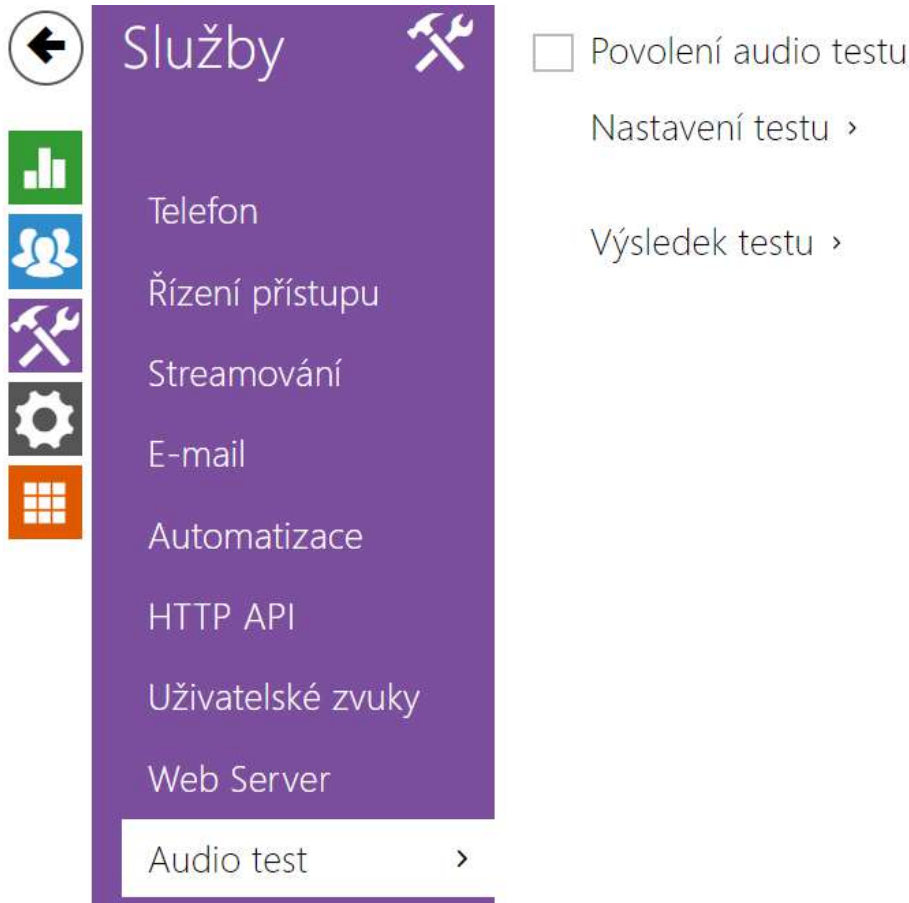 Služby
Telefon
Řízení přístupu
Streamování
E-mail
Automatizace
HTTP API
Uživatelské zvuky
Web Server
Audio test
Povolení audio testu
Nastavení testu
Výsledek testu